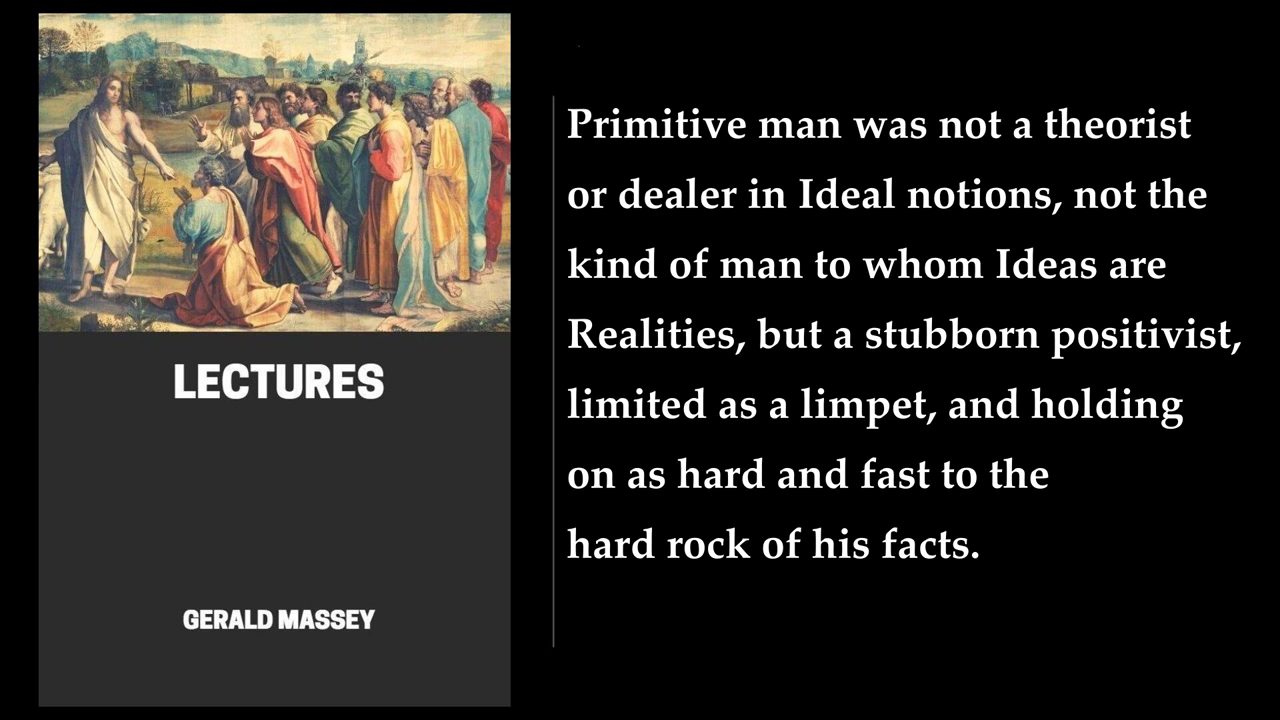 LECTURES
GERALD MASSEY
Primitive man was not a theorist
or dealer in Ideal notions, not the
kind of man to whom Ideas are
Realities, but a stubborn positivist,
limited as a limpet, and holding
on as hard and fast to the
hard rock of his facts.